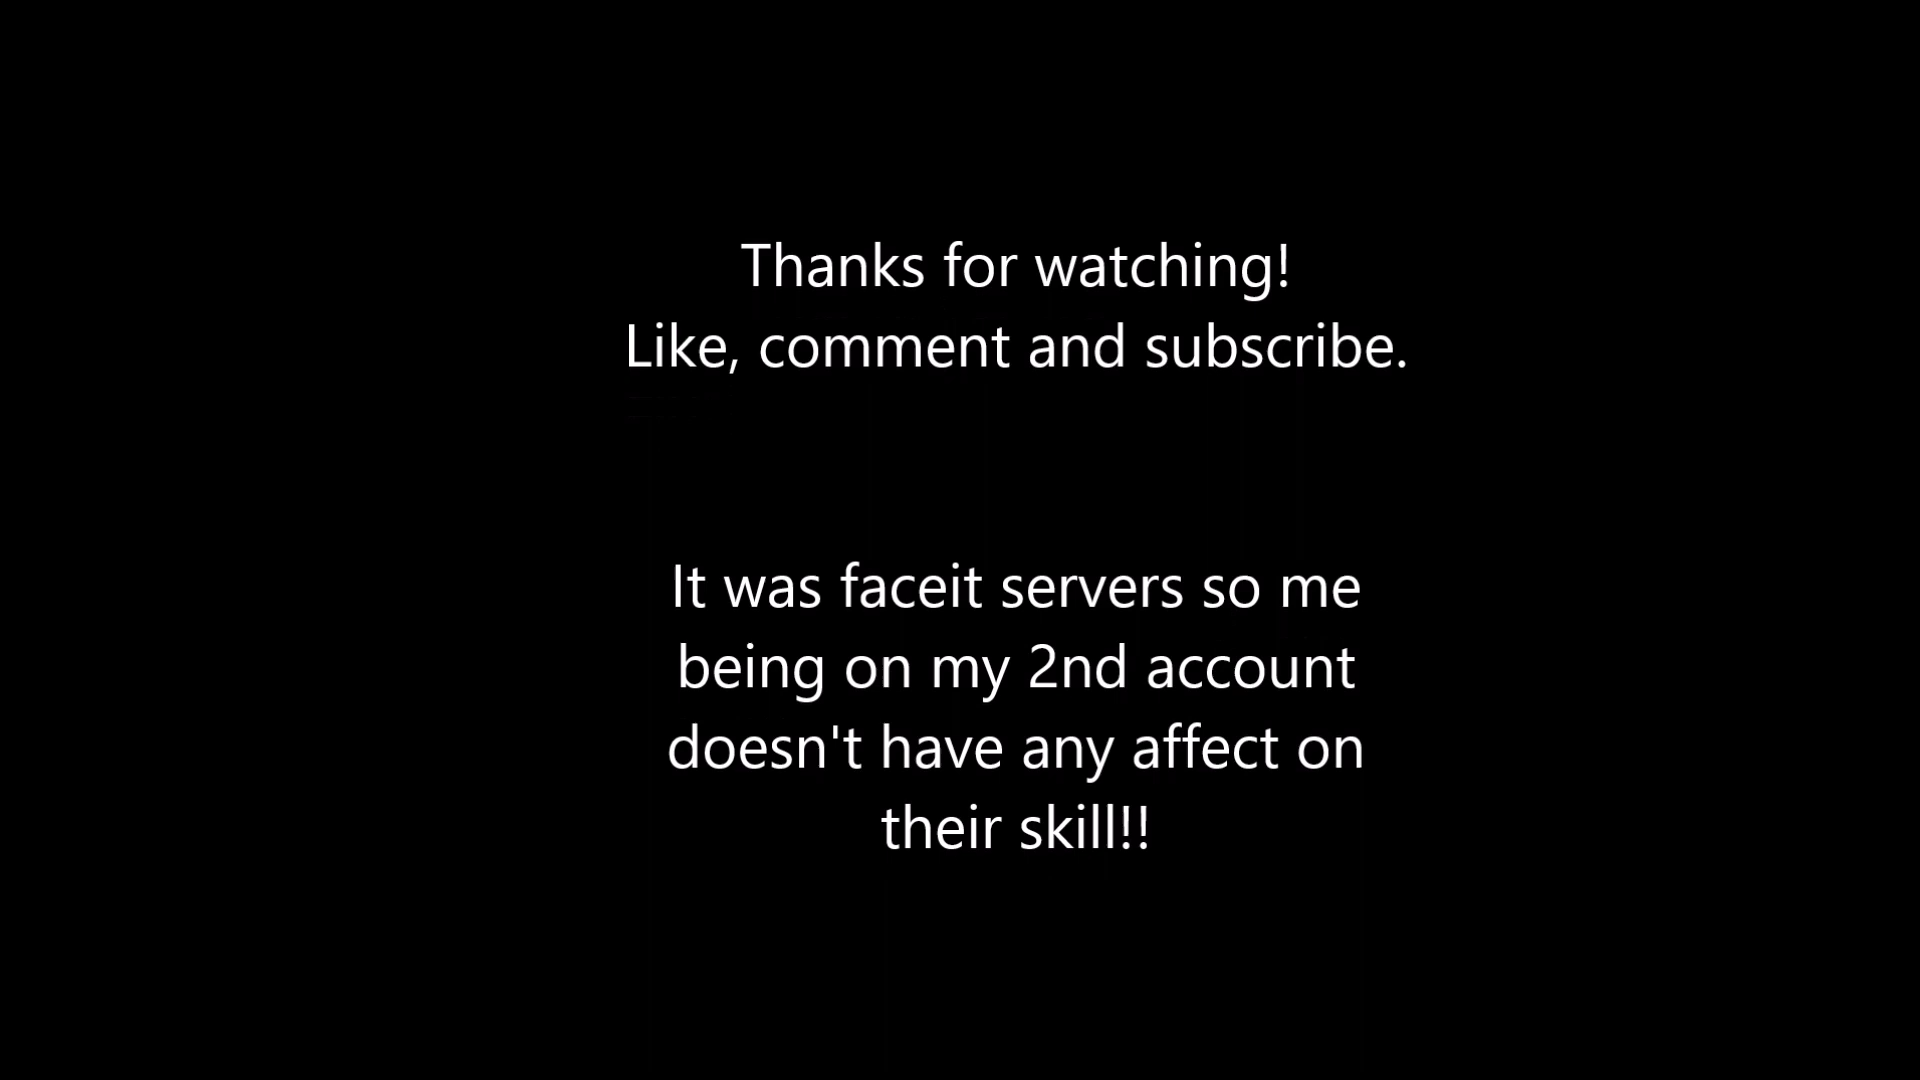 Thanks for watching!
Like, comment and subscribe.
It was faceit servers so me
being on my 2nd account
doesn't have any affect on
their skill!!